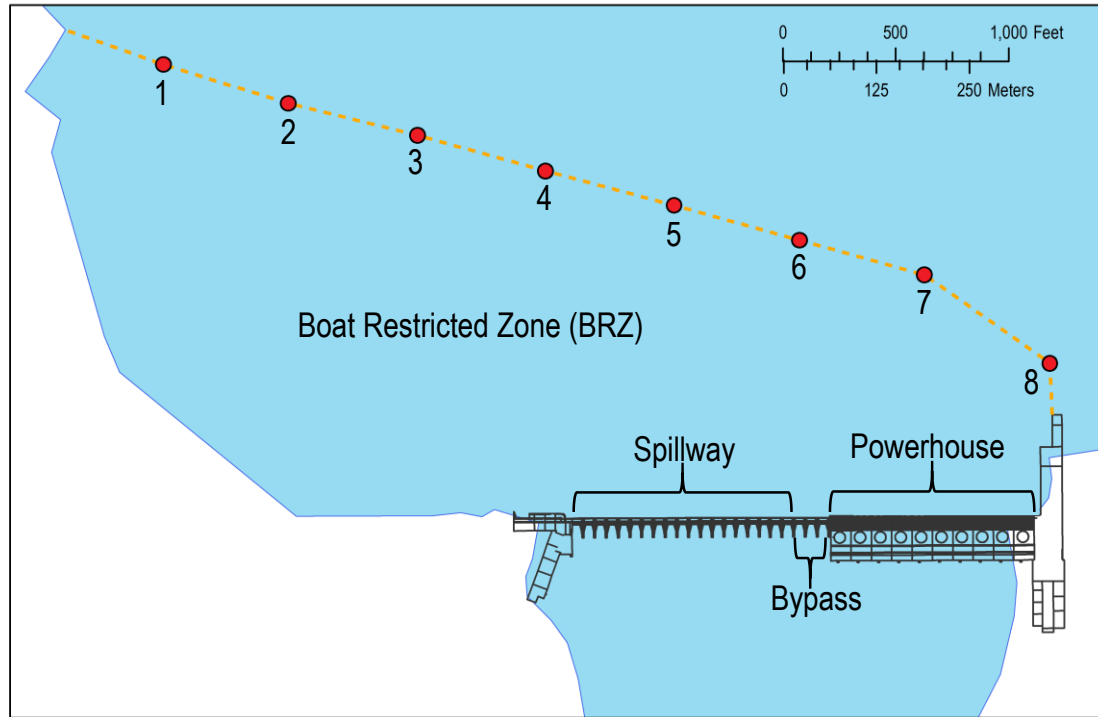 0 500 1,000 Feet
0 125 250 Meters
1
2
3
4
5
6
7
Boat Restricted Zone (BRZ)
8
Spillway
Powerhouse
Bypass